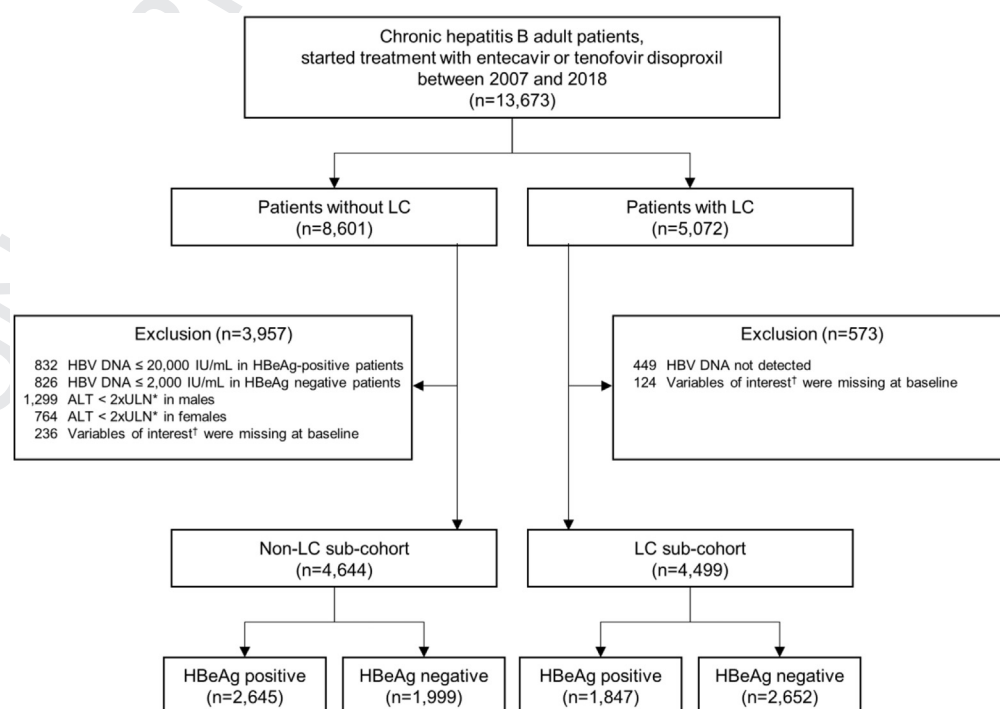 Chronic hepatitis B adult patients,
started treatment with entecavir or tenofovir disoproxil
between 2007 and 2018
(n=13,673)
Patients without LC
(n=8,601)
Patients with LC
(n=5,072)
Exclusion (n=3,957)
832 HBV DNA ≤ 20,000 IU/mL in HBeAg-positive patients
826 HBV DNA ≤ 2,000 IU/mL in HBeAg negative patients
1,299 ALT < 2xULN* in males
764 ALT < 2xULN* in females
236 Variables of interest† were missing at baseline
Exclusion (n=573)
449 HBV DNA not detected
124 Variables of interest† were missing at baseline
Non-LC sub-cohort
(n=4,644)
LC sub-cohort
(n=4,499)
HBeAg positive
(n=2,645)
HBeAg negative
(n=1,999)
HBeAg positive
(n=1,847)
HBeAg negative
(n=2,652)